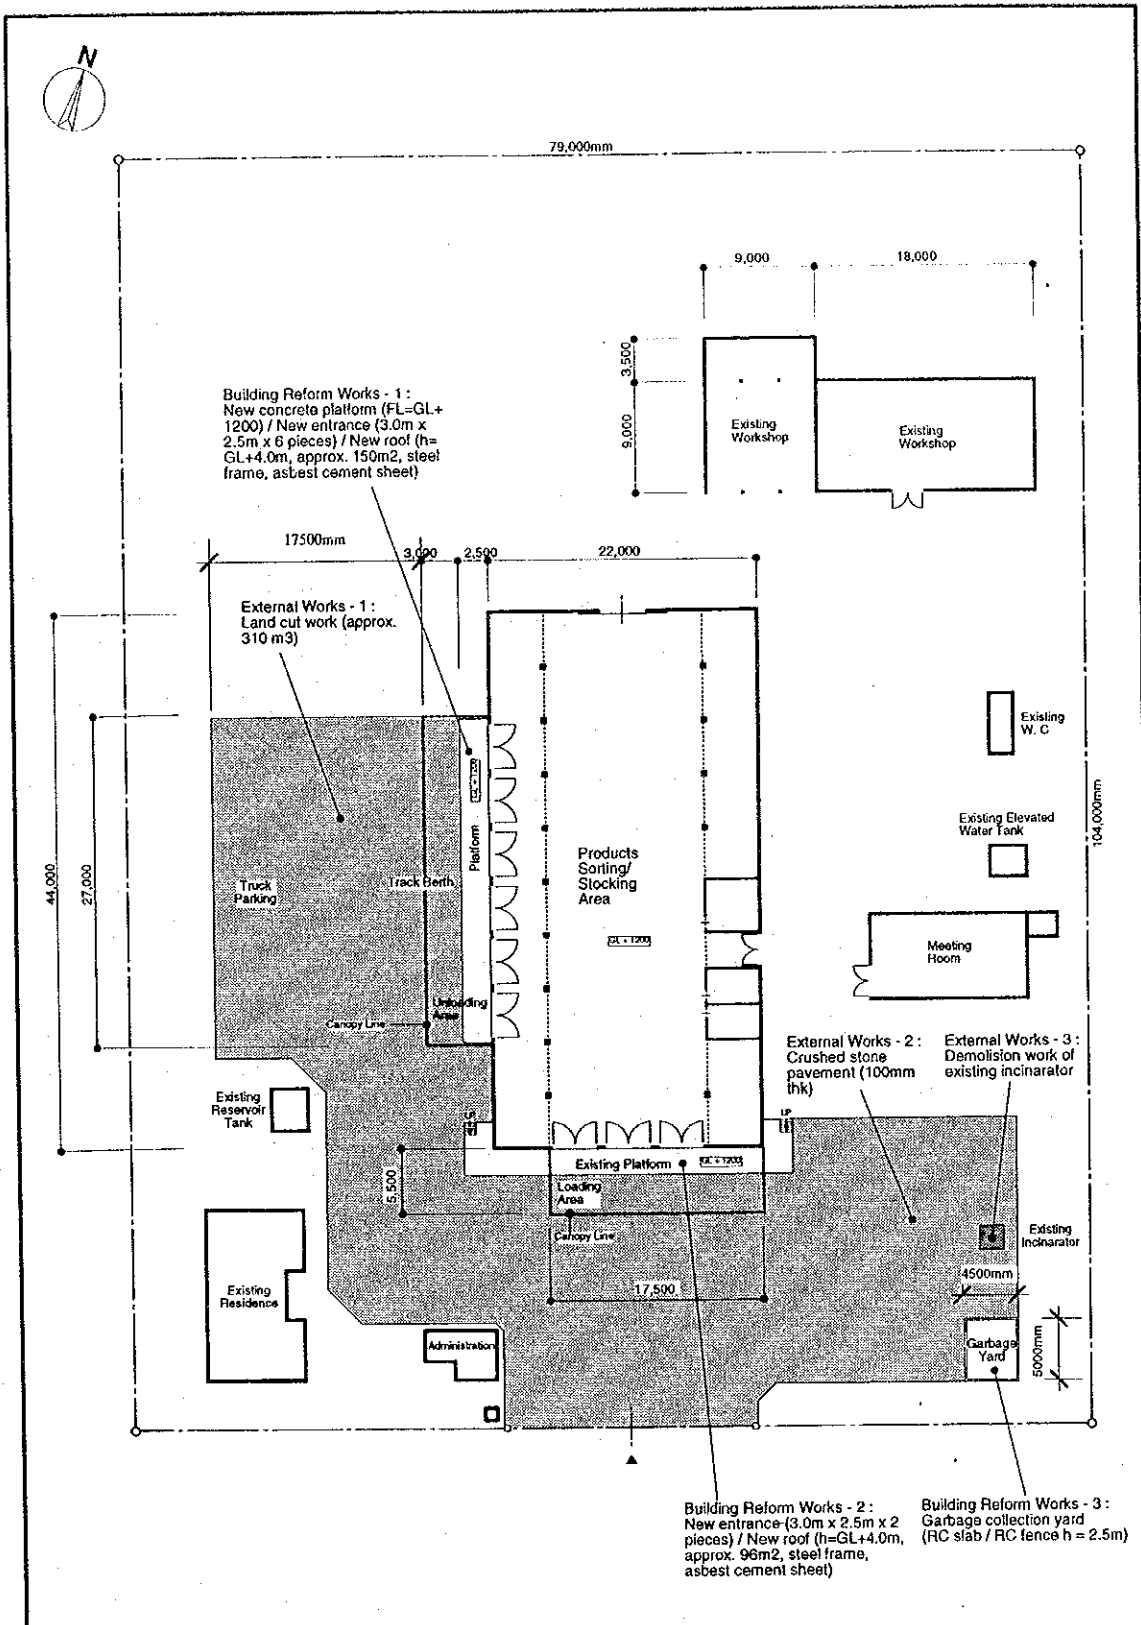 N
79,000mm
9,000
18,000
3,500
9,000
Existing
Workshop
Existing
Workshop
Building Reform Works - 1 :
New concrete platform (FL=GL+
1200) / New entrance (3.0m x
2.5m x 6 pieces) / New roof (h=
GL+4.0m, approx. 150m2, steel
frame, asbest cement sheet)
17500mm
3,000
2,500
22,000
External Works - 1 :
Land cut work (approx.
310 m3)
44,000
27,000
Truck
Parking
Track Berth
Platform
GL + 1200
Products
Sorting/
Stocking
Area
GL + 1200
Unloading
Area
Canopy Line
Existing
W. C
Existing Elevated
Water Tank
104,000mm
Meeting
Room
External Works - 2 :
Crushed stone
pavement (100mm
thk)
External Works - 3 :
Demolision work of
existing incinarator
Existing
Reservoir
Tank
UP
UP
Existing Platform
GL + 1200
5,500
Loading
Area
Canopy Line
17,500
Existing
Incinarator
4500mm
5000mm
Garbage
Yard
Existing
Residence
Administration
Building Reform Works - 2 :
New entrance (3.0m x 2.5m x 2
pieces) / New roof (h=GL+4.0m,
approx. 96m2, steel frame,
asbest cement sheet)
Building Reform Works - 3 :
Garbage collection yard
(RC slab / RC fence h = 2.5m)